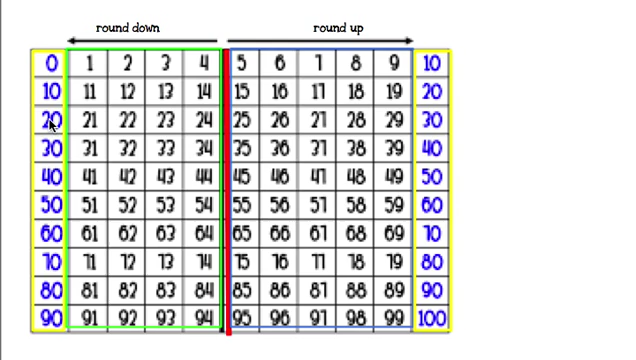 round down round up
0 1 2 3 4 5 6 7 8 9 10
10 11 12 13 14 15 16 17 18 19 20
20 21 22 23 24 25 26 27 28 29 30
30 31 32 33 34 35 36 37 38 39 40
40 41 42 43 44 45 46 47 48 49 50
50 51 52 53 54 55 56 57 58 59 60
60 61 62 63 64 65 66 67 68 69 70
70 71 72 73 74 75 76 77 78 79 80
80 81 82 83 84 85 86 87 88 89 90
90 91 92 93 94 95 96 97 98 99 100